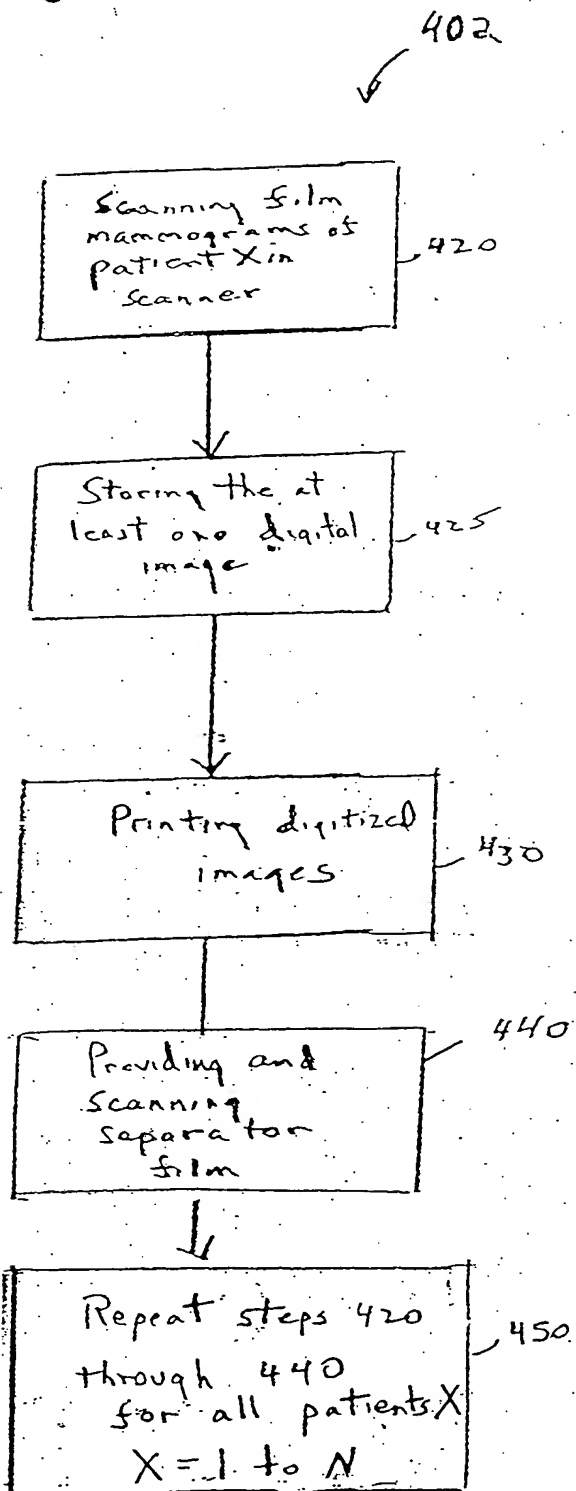 402
Scanning film
mammograms of
patient X in
scanner
420
Storing the at
least one digital
image
425
Printing digitized
images
430
440
Providing and
scanning
separator
film
Repeat steps 420
through 440
for all patients X
X = 1 to N
450